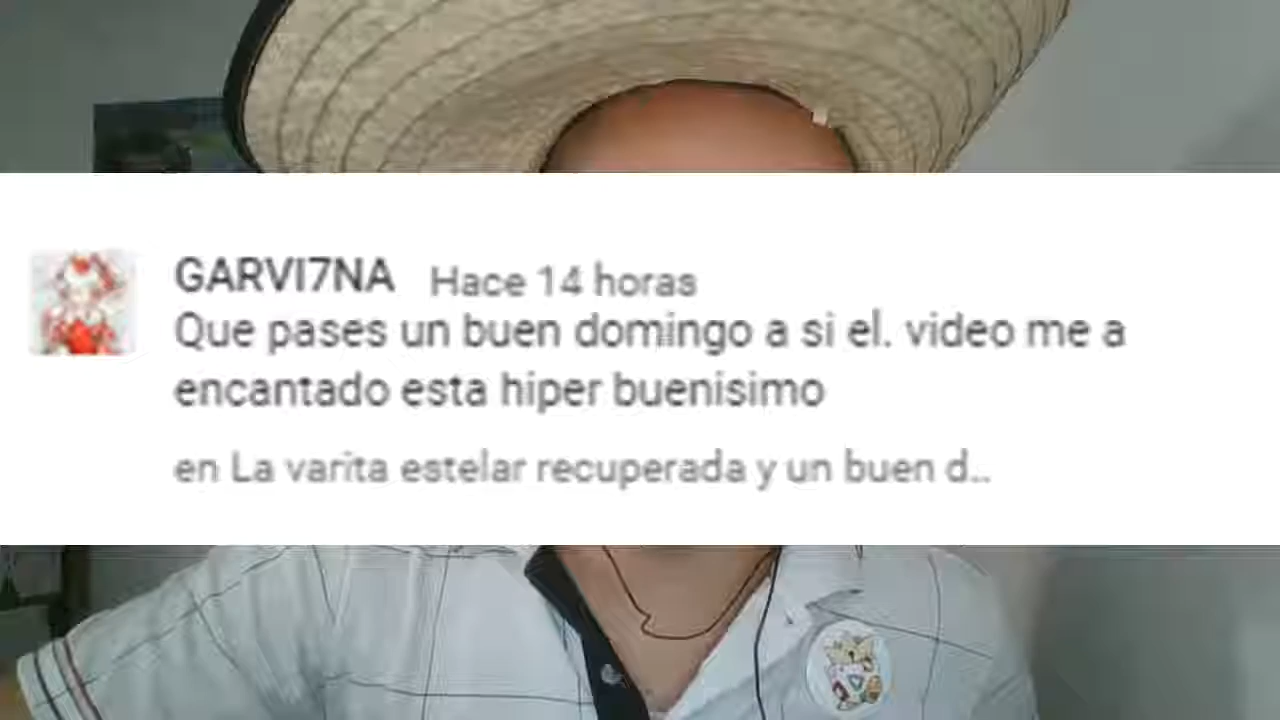 GARVI7NA Hace 14 horas
Que pases un buen domingo a si el. video me a
encantado esta hiper buenisimo
en La varita estelar recuperada y un buen d...